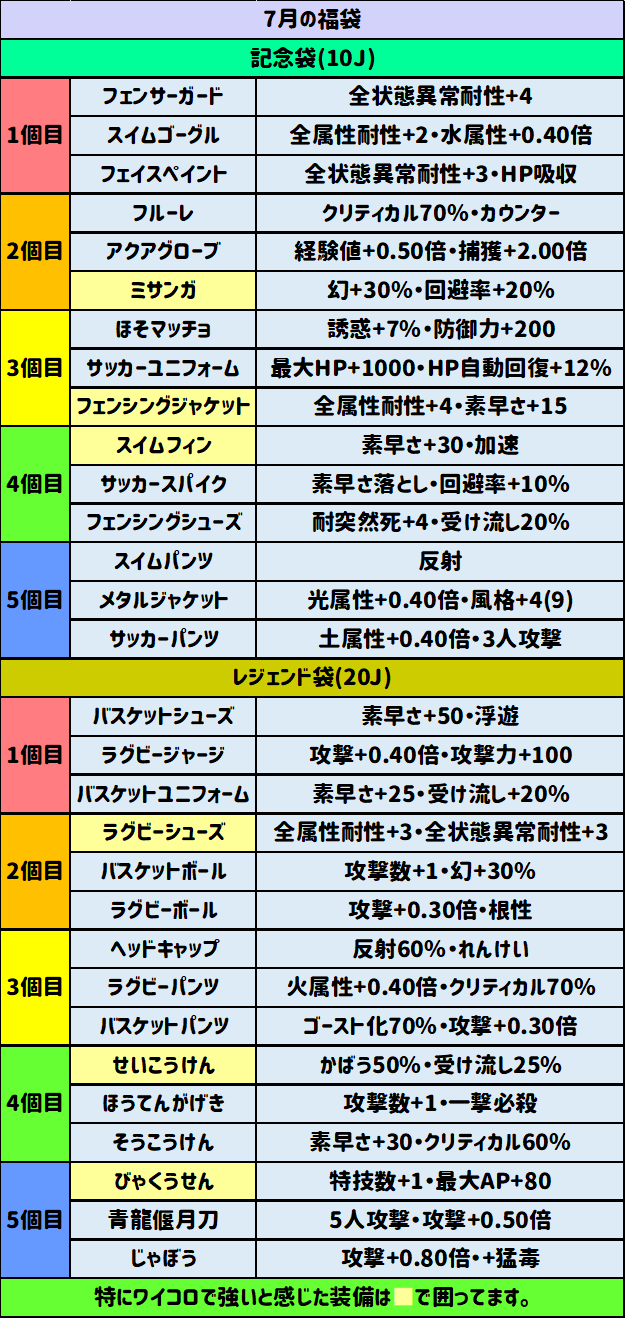 7月の福袋
記念袋(10J)
1個目
フェンサーガード 全状態異常耐性+4
スイムゴーグル 全属性耐性+2・水属性+0.40倍
フェイスペイント 全状態異常耐性+3・HP吸収
2個目
フルーレ クリティカル70%・カウンター
アクアグローブ 経験値+0.50倍・捕獲+2.00倍
ミサンガ 幻+30%・回避率+20%
3個目
ほそマッチョ 誘惑+7%・防御力+200
サッカーユニフォーム 最大HP+1000・HP自動回復+12%
フェンシングジャケット 全属性耐性+4・素早さ+15
4個目
スイムフィン 素早さ+30・加速
サッカースパイク 素早さ落とし・回避率+10%
フェンシングシューズ 耐突然死+4・受け流し20%
5個目
スイムパンツ 反射
メタルジャケット 光属性+0.40倍・風格+4(9)
サッカーパンツ 土属性+0.40倍・3人攻撃
レジェンド袋(20J)
1個目
バスケットシューズ 素早さ+50・浮遊
ラグビージャージ 攻撃+0.40倍・攻撃力+100
バスケットユニフォーム 素早さ+25・受け流し+20%
2個目
ラグビーシューズ 全属性耐性+3・全状態異常耐性+3
バスケットボール 攻撃数+1・幻+30%
ラグビーボール 攻撃+0.30倍・根性
3個目
ヘッドキャップ 反射60%・れんけい
ラグビーパンツ 火属性+0.40倍・クリティカル70%
バスケットパンツ ゴースト化70%・攻撃+0.30倍
4個目
せいこうけん かばう50%・受け流し25%
ほうてんがげき 攻撃数+1・一撃必殺
そうこうけん 素早さ+30・クリティカル60%
5個目
びゃくうせん 特技数+1・最大AP+80
青龍偃月刀 5人攻撃・攻撃+0.50倍
じゃぼう 攻撃+0.80倍・+猛毒
特にワイコロで強いと感じた装備は■で囲ってます。